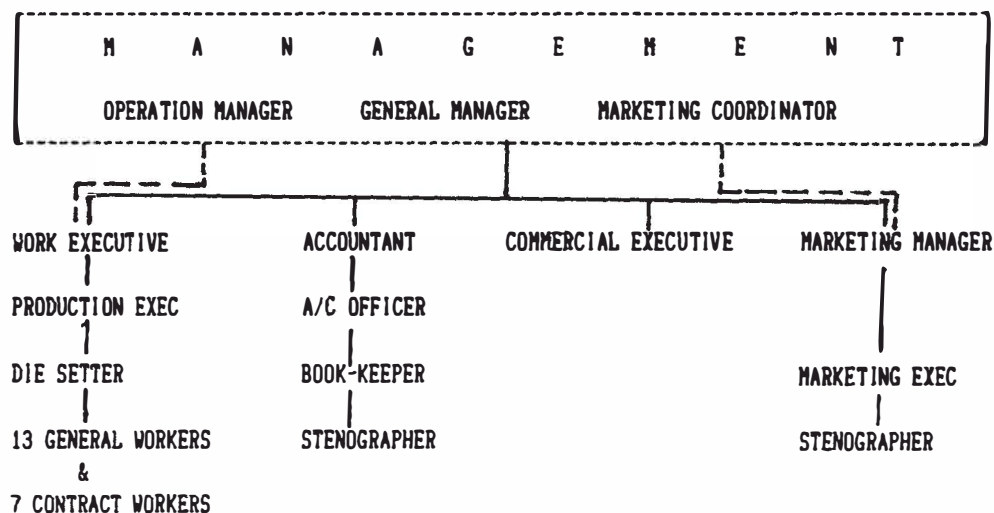 M A N A G E M E N T
OPERATION MANAGER GENERAL MANAGER MARKETING COORDINATOR
WORK EXECUTIVE ACCOUNTANT COMMERCIAL EXECUTIVE MARKETING MANAGER
PRODUCTION EXEC A/C OFFICER
DIE SETTER BOOK-KEEPER MARKETING EXEC
13 GENERAL WORKERS STENOGRAPHER STENOGRAPHER
&
7 CONTRACT WORKERS